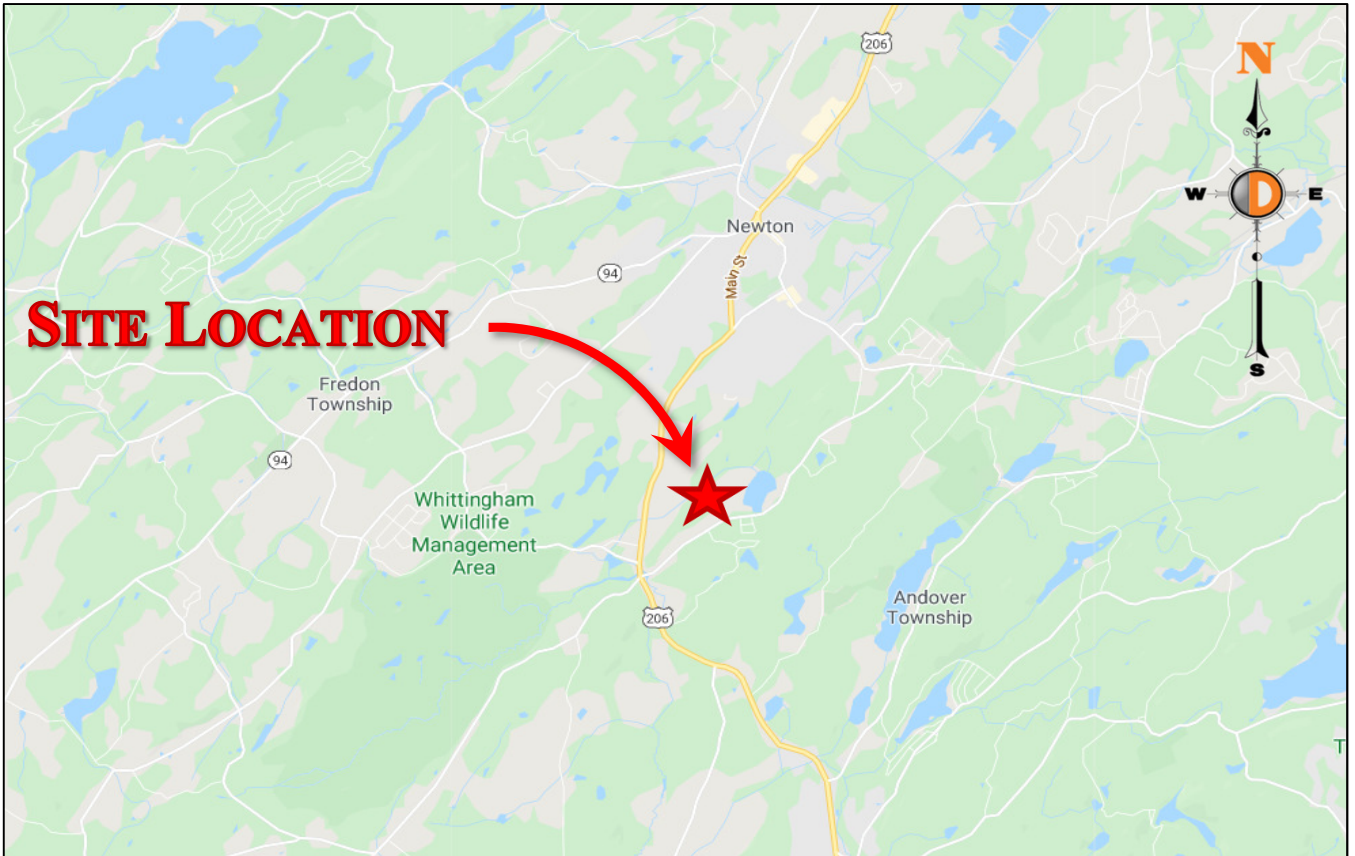 206
N
W
D
E
S
Newton
Main St
94
SITE LOCATION
Fredon
Township
94
Whittingham
Wildlife
Management
Area
Andover
Township
206
T